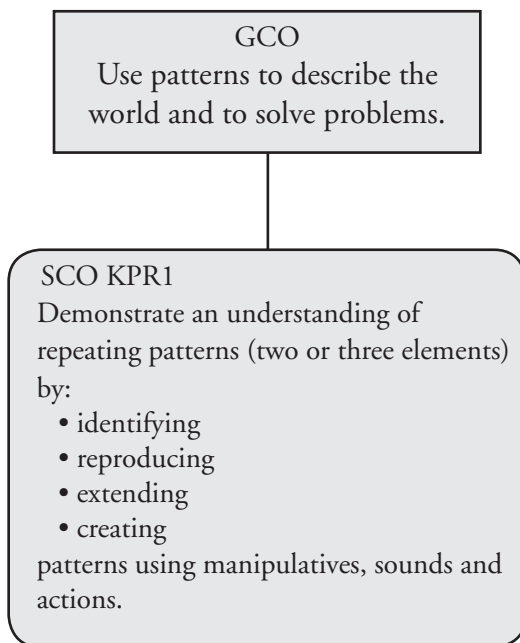 GCO
Use patterns to describe the
world and to solve problems.
SCO KPR1
Demonstrate an understanding of
repeating patterns (two or three elements)
by:
• identifying
• reproducing
• extending
• creating
patterns using manipulatives, sounds and
actions.